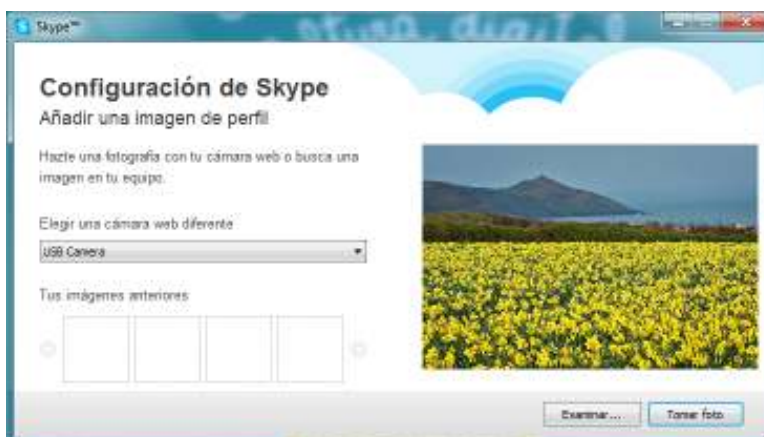 Skype™
Configuración de Skype
Añadir una imagen de perfil
Hazte una fotografía con tu cámara web o busca una
imagen en tu equipo.
Elegir una cámara web diferente
USB Camera
Tus imágenes anteriores
Examinar...
Tomar foto